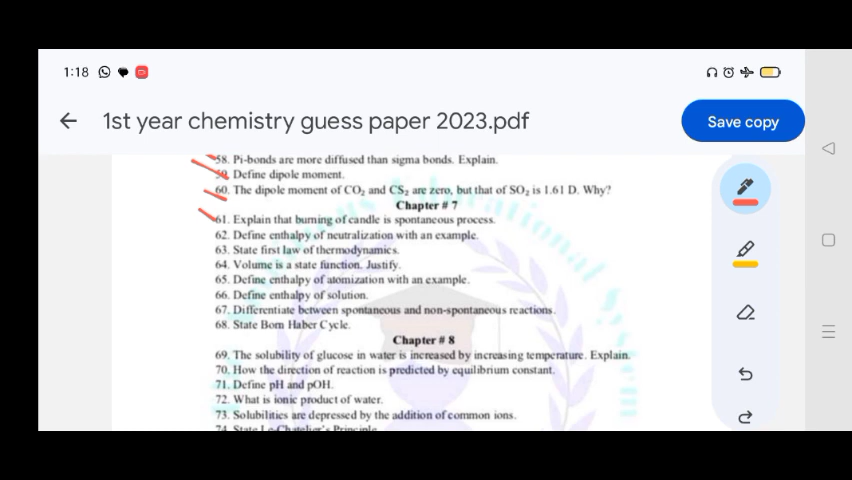 1:18
1st year chemistry guess paper 2023.pdf
Save copy
58. Pi-bonds are more diffused than sigma bonds. Explain.
59. Define dipole moment.
60. The dipole moment of CO₂ and CS₂ are zero, but that of SO₂ is 1.61 D. Why?
Chapter # 7
61. Explain that burning of candle is spontaneous process.
62. Define enthalpy of neutralization with an example.
63. State first law of thermodynamics.
64. Volume is a state function. Justify.
65. Define enthalpy of atomization with an example.
66. Define enthalpy of solution.
67. Differentiate between spontaneous and non-spontaneous reactions.
68. State Born Haber Cycle.
Chapter # 8
69. The solubility of glucose in water is increased by increasing temperature. Explain.
70. How the direction of reaction is predicted by equilibrium constant.
71. Define pH and pOH.
72. What is ionic product of water.
73. Solubilities are depressed by the addition of common ions.
74. State Le-Chatelier's Principle